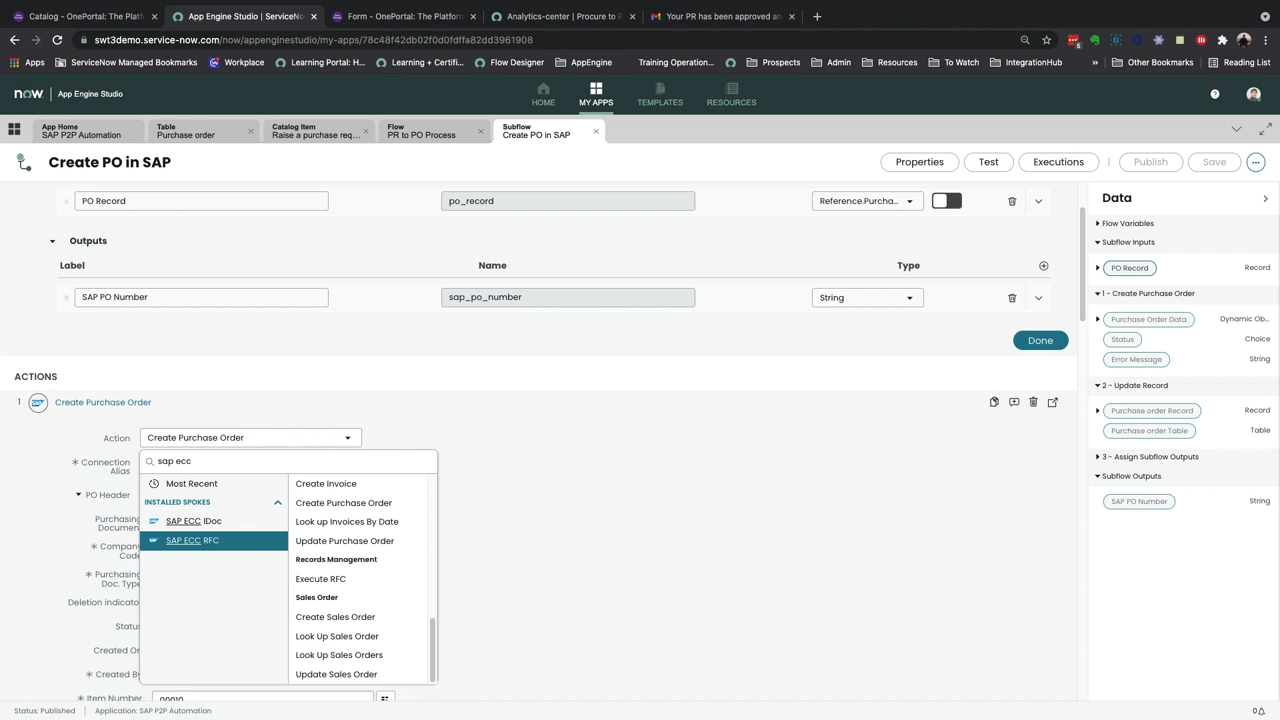 Catalog - OnePortal: The Platform
App Engine Studio | ServiceNo
Form - OnePortal: The Platform
Analytics-center | Procure to P
Your PR has been approved an
swt3demo.service-now.com/now/appenginestudio/my-apps/78c48f42db02f0d0fdffa82dd3961908
5
Apps
ServiceNow Managed Bookmarks
Workplace
Learning Portal: H...
Learning + Certifi...
Flow Designer
AppEngine
Training Operation...
Prospects
Admin
Resources
To Watch
IntegrationHub
»
Other Bookmarks
Reading List
now
App Engine Studio
HOME
MY APPS
TEMPLATES
RESOURCES
App Home
SAP P2P Automation
Table
Purchase order
Catalog Item
Raise a purchase req...
Flow
PR to PO Process
Subflow
Create PO in SAP
Create PO in SAP
Properties
Test
Executions
Publish
Save
PO Record
po_record
Reference.Purcha...
Outputs
Label
Name
Type
SAP PO Number
sap_po_number
String
Done
ACTIONS
1
SAP
Create Purchase Order
Action
Create Purchase Order
* Connection
Alias
PO Header
Purchasing
Document
* Company
Code
* Purchasing
Doc. Type
Deletion indicato
Status
Created On
* Created By
* Item Number
00010
sap ecc
Most Recent
INSTALLED SPOKES
SAP ECC IDoc
SAP ECC RFC
Create Invoice
Create Purchase Order
Look up Invoices By Date
Update Purchase Order
Records Management
Execute RFC
Sales Order
Create Sales Order
Look Up Sales Order
Look Up Sales Orders
Update Sales Order
Data
Flow Variables
Subflow Inputs
PO Record
Record
1 - Create Purchase Order
Purchase Order Data
Dynamic Ob...
Status
Choice
Error Message
String
2 - Update Record
Purchase order Record
Record
Purchase order Table
Table
3 - Assign Subflow Outputs
Subflow Outputs
SAP PO Number
String
Status: Published
Application: SAP P2P Automation
0